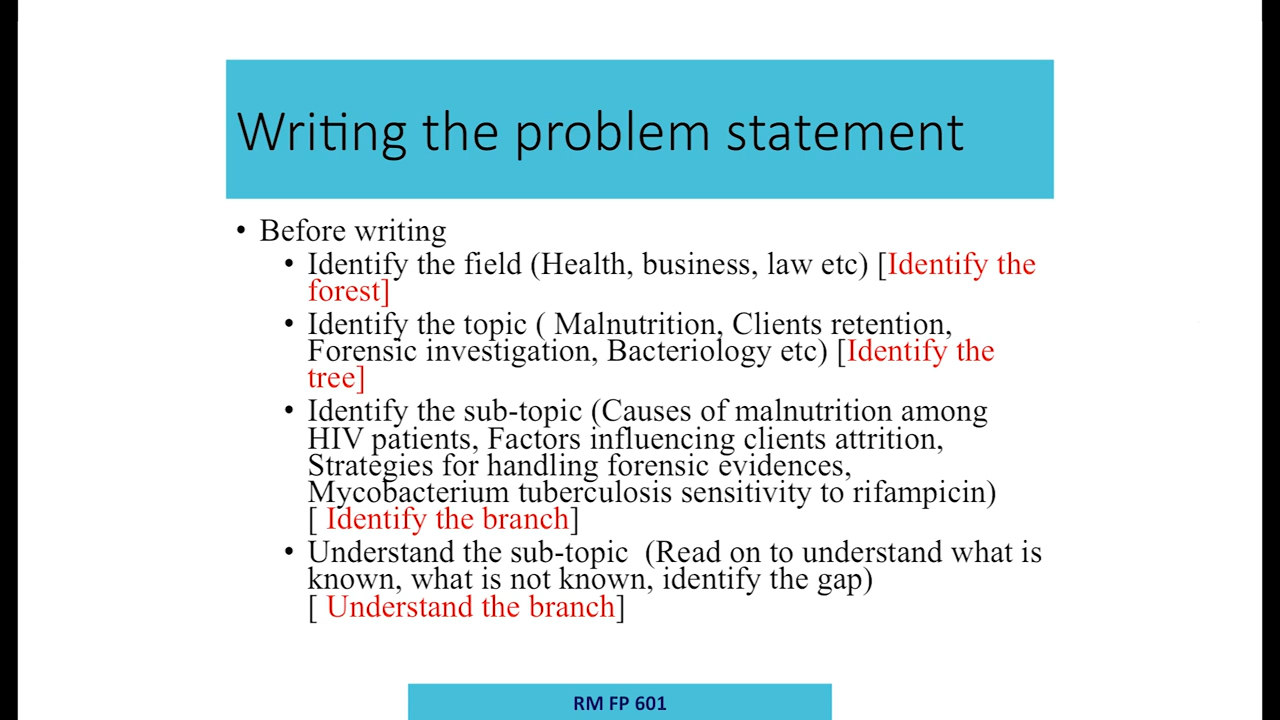 Writing the problem statement
• Before writing
• Identify the field (Health, business, law etc) [Identify the
forest]
• Identify the topic ( Malnutrition, Clients retention,
Forensic investigation, Bacteriology etc) [Identify the
tree]
• Identify the sub-topic (Causes of malnutrition among
HIV patients, Factors influencing clients attrition,
Strategies for handling forensic evidences,
Mycobacterium tuberculosis sensitivity to rifampicin)
[ Identify the branch]
• Understand the sub-topic  (Read on to understand what is
known, what is not known, identify the gap)
[ Understand the branch]
RM FP 601